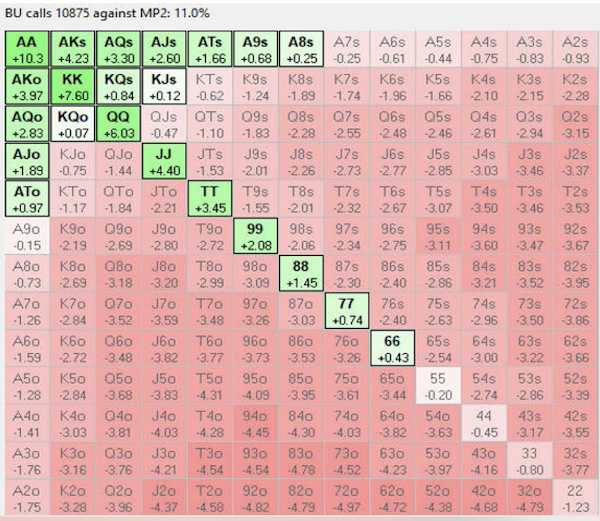 BU calls 10875 against MP2: 11.0%
AA AKs AQs AJs ATs A9s A8s A7s A6s A5s A4s A3s A2s
+10.3 +4.23 +3.30 +2.60 +1.66 +0.68 +0.25 -0.25 -0.61 -0.44 -0.75 -0.83 -0.93
AKo KK KQs KJs KTs K9s K8s K7s K6s K5s K4s K3s K2s
+3.97 +7.60 +0.84 +0.12 -0.62 -1.24 -1.89 -1.74 -1.96 -1.66 -2.10 -2.15 -2.28
AQo KQo QQ QJs QTs Q9s Q8s Q7s Q6s Q5s Q4s Q3s Q2s
+2.83 +0.07 +6.03 -0.47 -1.10 -1.83 -2.28 -2.55 -2.48 -2.46 -2.61 -2.94 -3.15
AJo KJo QJo JJ JTs J9s J8s J7s J6s J5s J4s J3s J2s
+1.89 -0.75 -1.44 +4.40 -1.53 -2.01 -2.26 -2.73 -2.77 -2.85 -3.03 -3.46 -3.37
ATo KTo QTo JTo TT T9s T8s T7s T6s T5s T4s T3s T2s
+0.97 -1.17 -1.84 -2.21 +3.45 -1.55 -2.01 -2.32 -2.67 -3.07 -3.50 -3.46 -3.53
A9o K9o Q9o J9o T9o 99 98s 97s 96s 95s 94s 93s 92s
-0.15 -2.19 -2.69 -2.80 -2.72 +2.08 -2.06 -2.34 -2.75 -3.11 -3.60 -3.47 -3.67
A8o K8o Q8o J8o T8o 98o 88 87s 86s 85s 84s 83s 82s
-0.73 -2.69 -3.18 -3.20 -2.99 -3.09 +1.45 -2.30 -2.40 -2.86 -3.21 -3.52 -3.95
A7o K7o Q7o J7o T7o 97o 87o 77 76s 75s 74s 73s 72s
-1.26 -2.84 -3.52 -3.59 -3.48 -3.26 -3.03 +0.74 -2.40 -2.63 -2.96 -3.50 -3.86
A6o K6o Q6o J6o T6o 96o 86o 76o 66 65s 64s 63s 62s
-1.59 -2.72 -3.48 -3.82 -3.77 -3.73 -3.53 -3.26 +0.43 -2.54 -3.00 -3.22 -3.66
A5o K5o Q5o J5o T5o 95o 85o 75o 65o 55 54s 53s 52s
-1.28 -2.84 -3.68 -3.83 -4.31 -4.09 -3.95 -3.61 -3.44 -0.20 -2.74 -2.86 -3.39
A4o K4o Q4o J4o T4o 94o 84o 74o 64o 54o 44 43s 42s
-1.41 -3.03 -3.81 -4.03 -4.28 -4.45 -4.30 -4.03 -3.82 -3.63 -0.45 -3.17 -3.55
A3o K3o Q3o J3o T3o 93o 83o 73o 63o 53o 43o 33 32s
-1.76 -3.16 -3.76 -4.21 -4.54 -4.54 -4.78 -4.52 -4.23 -3.97 -4.16 -0.80 -3.77
A2o K2o Q2o J2o T2o 92o 82o 72o 62o 52o 42o 32o 22
-1.75 -3.28 -3.96 -4.37 -4.58 -4.82 -4.79 -4.97 -4.72 -4.38 -4.68 -4.79 -1.23